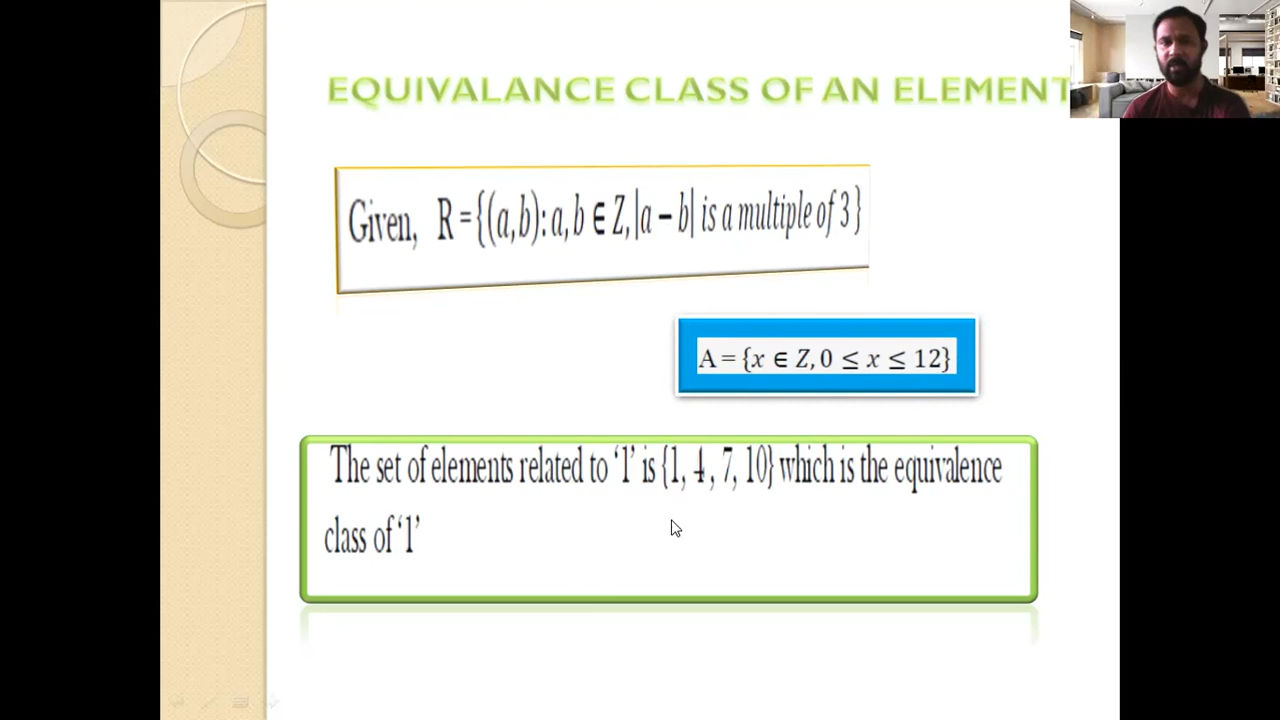 EQUIVALANCE CLASS OF AN ELEMENT
Given, R = {(a, b): a, b ∈ Z, |a − b| is a multiple of 3}
A = {x ∈ Z, 0 ≤ x ≤ 12}
The set of elements related to ‘1’ is {1, 4 , 7, 10} which is the equivalence
class of ‘1’